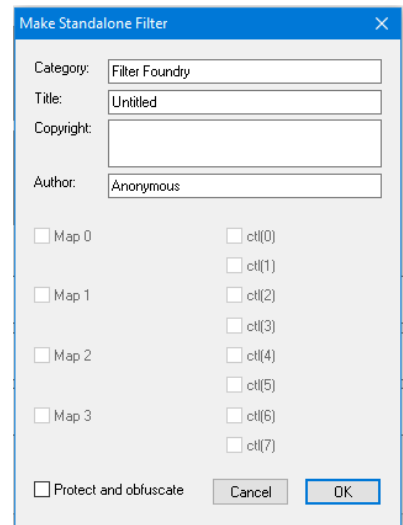 Make Standalone Filter
Category: Filter Foundry
Title: Untitled
Copyright:
Author: Anonymous
Map 0 ctl(0)
ctl(1)
Map 1 ctl(2)
ctl(3)
Map 2 ctl(4)
ctl(5)
Map 3 ctl(6)
ctl(7)
Protect and obfuscate Cancel OK